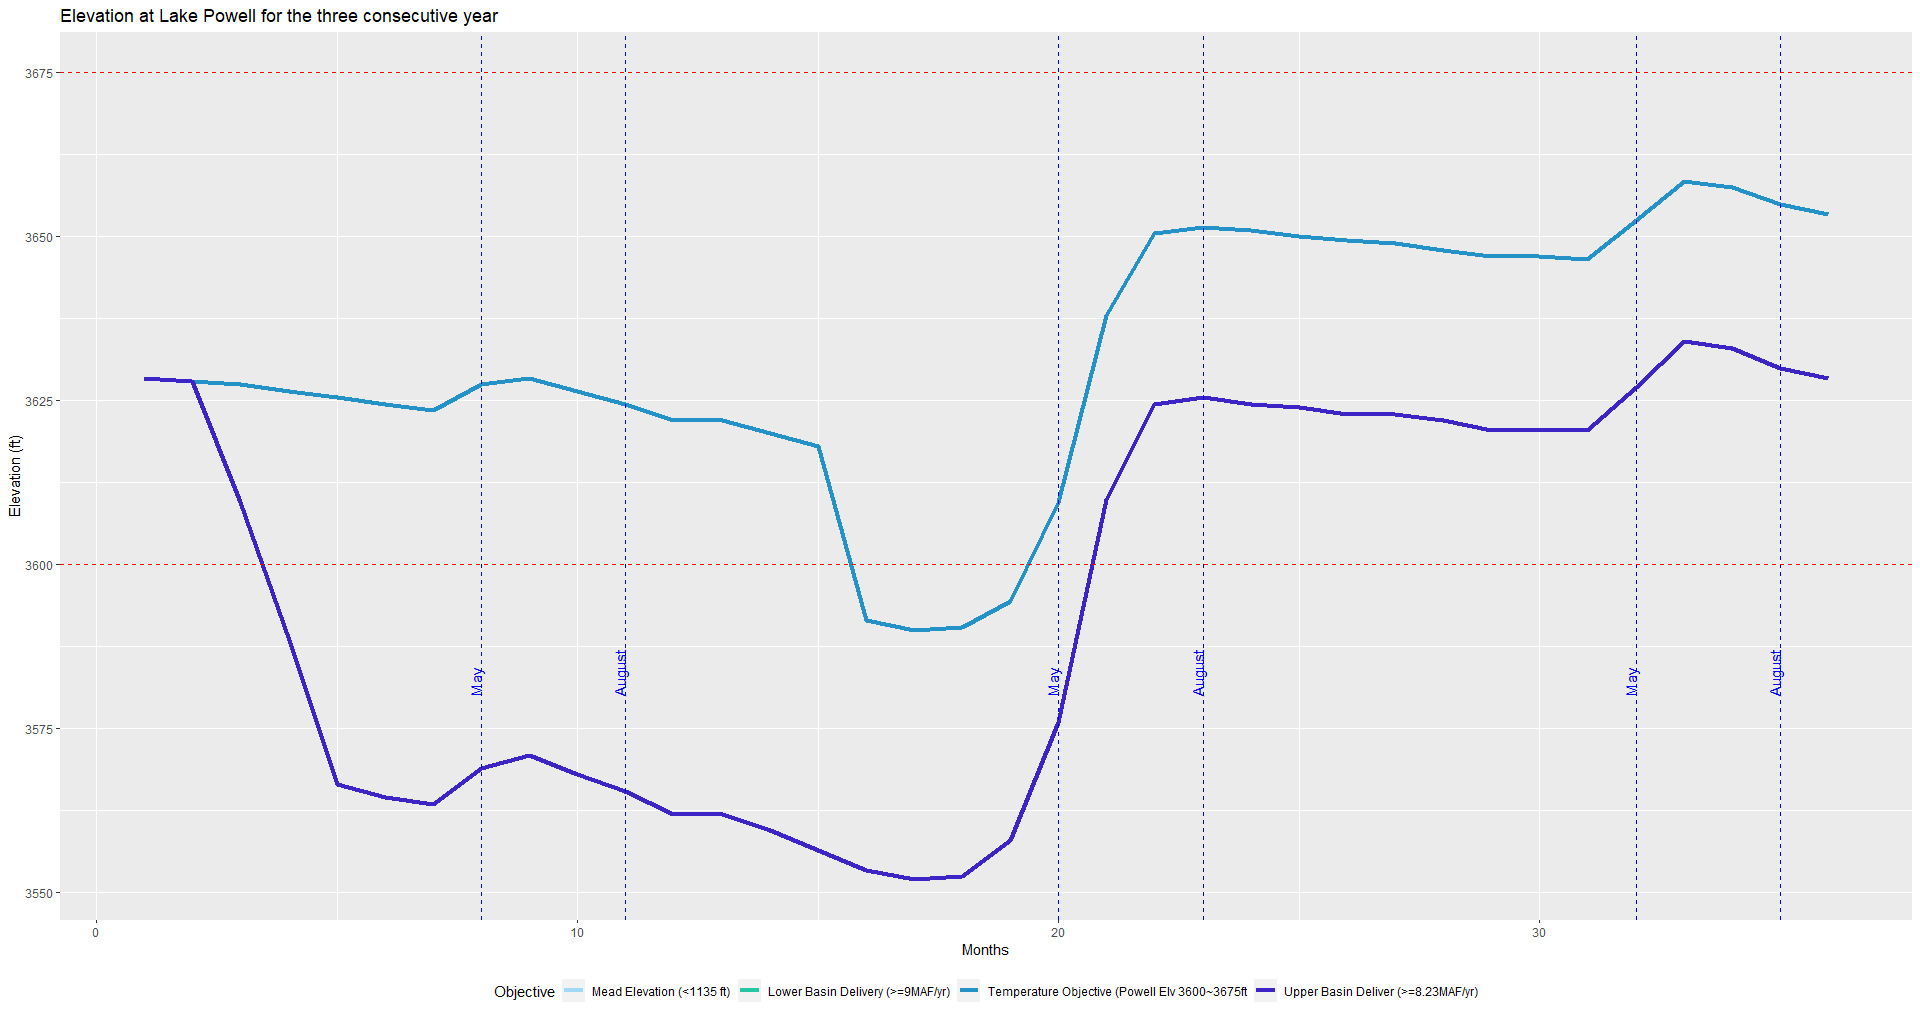 Elevation at Lake Powell for the three consecutive year
Elevation (ft)
3675
3650
3625
3600
3575
3550
May
August
May
August
May
August
0
10
20
30
Months
Objective
Mead Elevation (<1135 ft)
Lower Basin Delivery (>=9MAF/yr)
Temperature Objective (Powell Elv 3600~3675ft
Upper Basin Deliver (>=8.23MAF/yr)